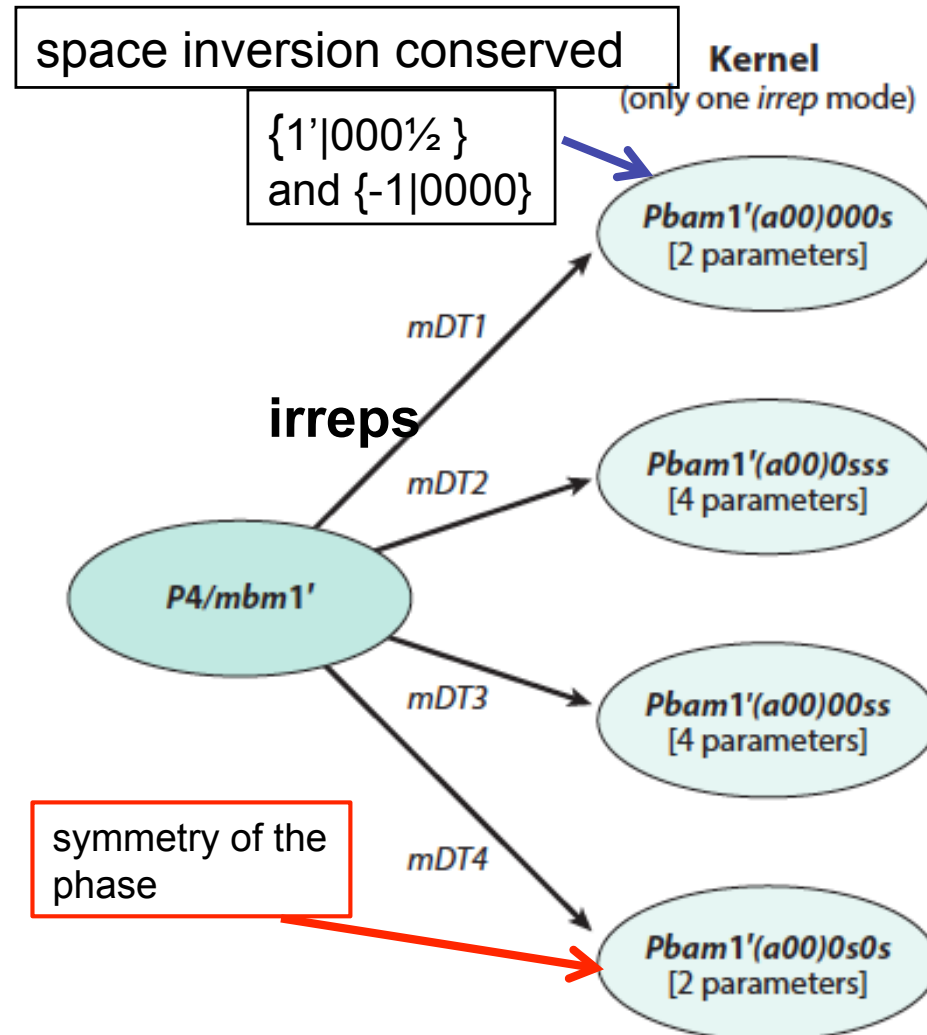 space inversion conserved
Kernel
(only one irrep mode)
{1’|000½ }
and {-1|0000}
Pbam1′(a00)000s
[2 parameters]
mDT1
irreps
mDT2
Pbam1′(a00)0sss
[4 parameters]
P4/mbm1′
mDT3
Pbam1′(a00)00ss
[4 parameters]
symmetry of the
phase
mDT4
Pbam1′(a00)0s0s
[2 parameters]